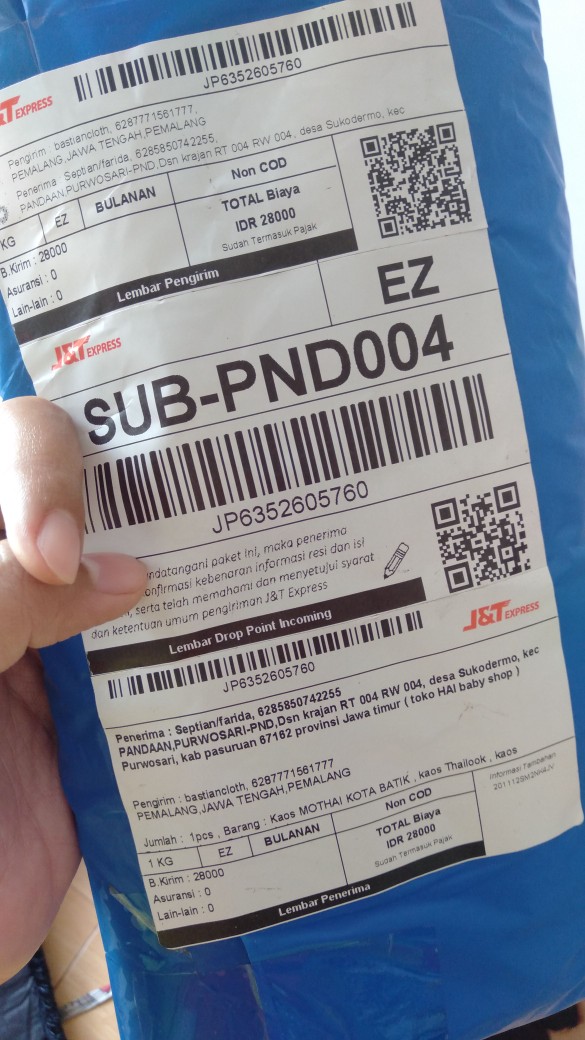 J&T EXPRESS
JP6352605760
Pengirim bastiancloth, 6287771561777,
PEMALANG,JAWA TENGAH,PEMALANG
Penerima Septian/farida, 6285850742255,
PANDAAN,PURWOSARI-PND,Dsn krajan RT 004 RW 004, desa Sukodermo, kec
KG EZ BULANAN Non COD
B.Kirim : 28000
Asuransi : 0
Lain-lain : 0
TOTAL Biaya
IDR 28000
Sudah Termasuk Pajak
Lembar Pengirim
J&T EXPRESS
EZ
SUB-PND004
JP6352605760
ndatangani paket ini, maka penerima
onfirmasi kebenaran informasi resi dan isi
, serta telah memahami dan menyetujui syarat
dan ketentuan umum pengiriman J&T Express
Lembar Drop Point Incoming
J&T EXPRESS
JP6352605760
Penerima : Septian/farida, 6285850742255
PANDAAN,PURWOSARI-PND,Dsn krajan RT 004 RW 004, desa Sukodermo, kec
Purwosari, kab pasuruan 67162 provinsi Jawa timur ( toko HAI baby shop )
Pengirim : bastiancloth, 6287771561777
PEMALANG,JAWA TENGAH,PEMALANG
Jumlah : 1pcs , Barang : Kaos MOTHAI KOTA BATIK , kaos Thailook , kaos
1 KG EZ BULANAN Non COD
B.Kirim : 28000
Asuransi : 0
Lain-lain : 0
TOTAL Biaya
IDR 28000
Sudah Termasuk Pajak
Informasi Tambahan
Lembar Penerima